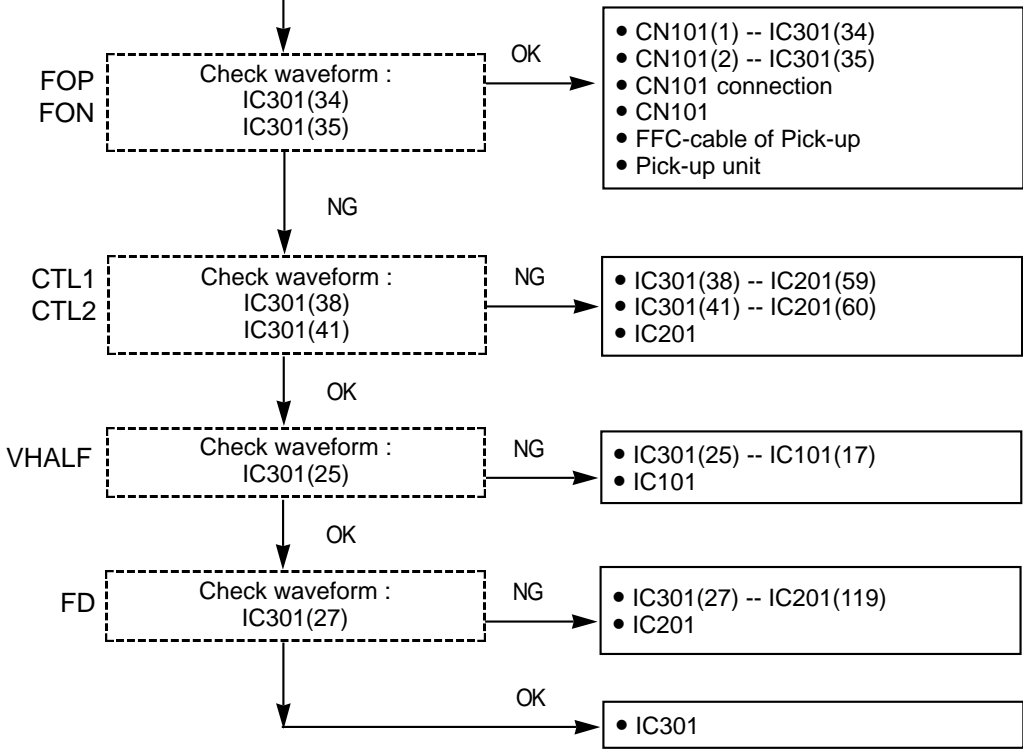 FOP
FON
Check waveform :
IC301(34)
IC301(35)
OK
• CN101(1) -- IC301(34)
• CN101(2) -- IC301(35)
• CN101 connection
• CN101
• FFC-cable of Pick-up
• Pick-up unit
NG
CTL1
CTL2
Check waveform :
IC301(38)
IC301(41)
NG
• IC301(38) -- IC201(59)
• IC301(41) -- IC201(60)
• IC201
OK
VHALF
Check waveform :
IC301(25)
NG
• IC301(25) -- IC101(17)
• IC101
OK
FD
Check waveform :
IC301(27)
NG
• IC301(27) -- IC201(119)
• IC201
OK
• IC301